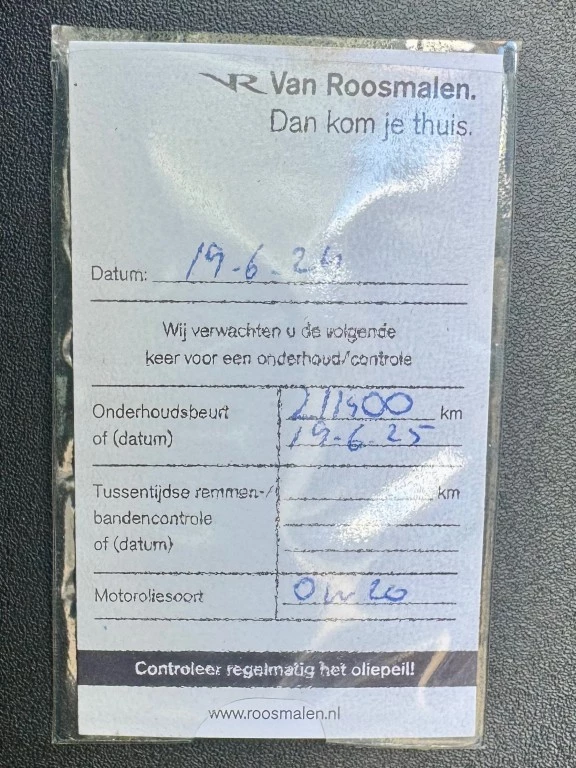 VR Van Roosmalen.
Dan kom je thuis.
Datum: 19-6-24
Wij verwachten u de volgende
keer voor een onderhoud/controle
Onderhoudsbeurt 211400 km
of (datum) 19-6-25
Tussentijdse remmen-/ km
bandencontrole
of (datum)
Motoroliesoort 0w20
Controleer regelmatig het oliepeil!
www.roosmalen.nl